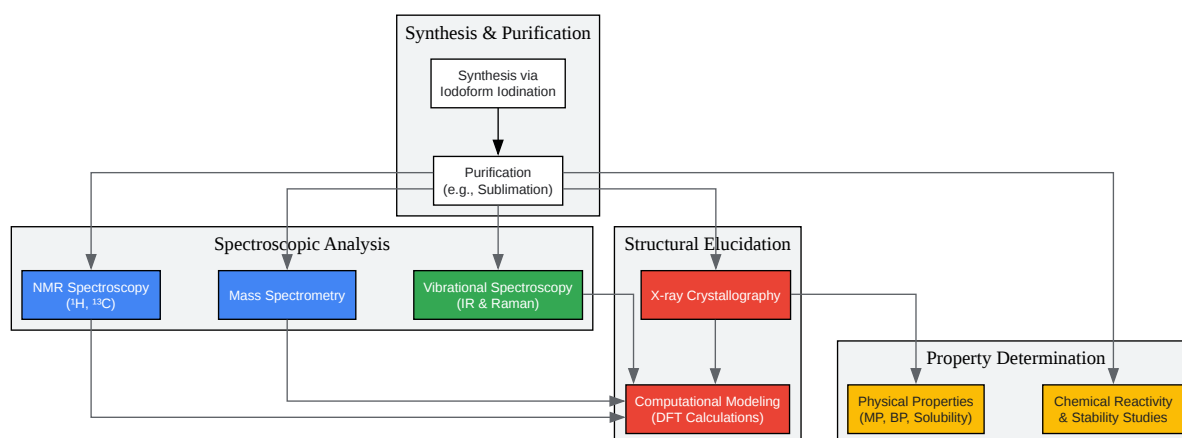 Synthesis & Purification
Synthesis via
Iodoform Iodination
Purification
(e.g., Sublimation)
Spectroscopic Analysis
NMR Spectroscopy
(¹H, ¹³C)
Mass Spectrometry
Vibrational Spectroscopy
(IR & Raman)
Structural Elucidation
X-ray Crystallography
Computational Modeling
(DFT Calculations)
Property Determination
Physical Properties
(MP, BP, Solubility)
Chemical Reactivity
& Stability Studies